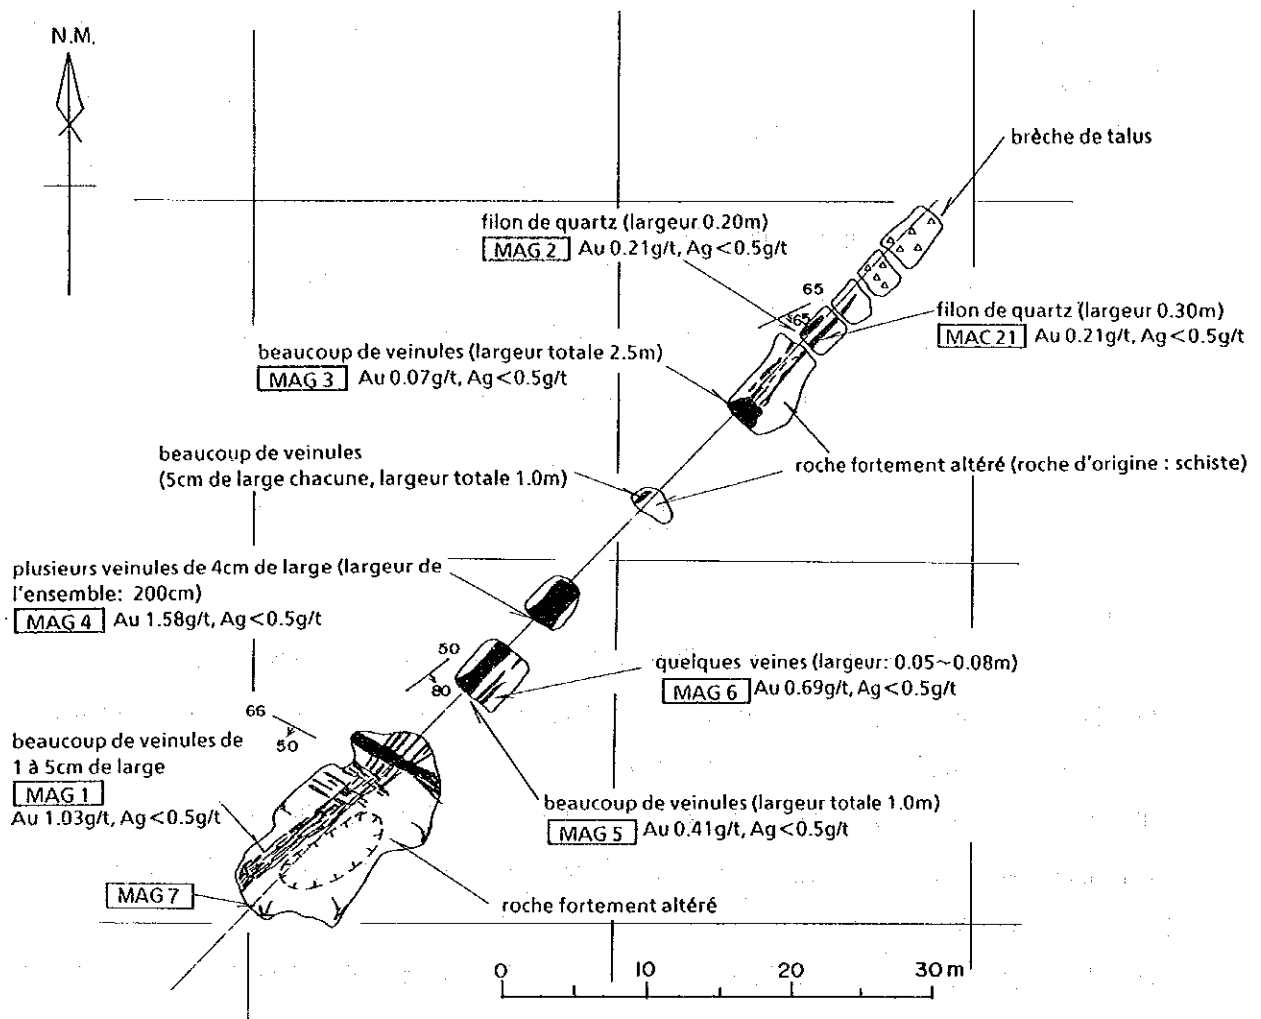 N.M.
brèche de talus
filon de quartz (largeur 0.20m)
MAG 2 Au 0.21g/t, Ag<0.5g/t
65
65
filon de quartz (largeur 0.30m)
MAC 21 Au 0.21g/t, Ag<0.5g/t
beaucoup de veinules (largeur totale 2.5m)
MAG 3 Au 0.07g/t, Ag<0.5g/t
beaucoup de veinules
(5cm de large chacune, largeur totale 1.0m)
roche fortement altéré (roche d'origine : schiste)
plusieurs veinules de 4cm de large (largeur de
l'ensemble: 200cm)
MAG 4 Au 1.58g/t, Ag<0.5g/t
50
80
quelques veines (largeur: 0.05~0.08m)
MAG 6 Au 0.69g/t, Ag<0.5g/t
66
50
beaucoup de veinules de
1 à 5cm de large
MAG 1
Au 1.03g/t, Ag<0.5g/t
beaucoup de veinules (largeur totale 1.0m)
MAG 5 Au 0.41g/t, Ag<0.5g/t
MAG 7
roche fortement altéré
0 10 20 30 m